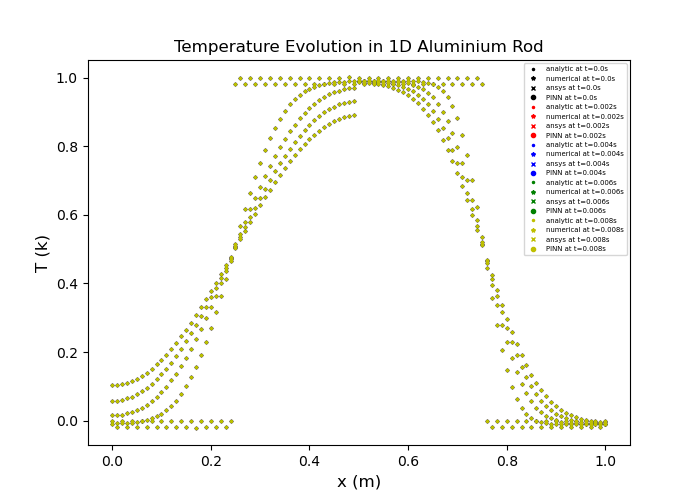 Temperature Evolution in 1D Aluminium Rod
1.0
0.8
0.6
0.4
0.2
0.0
T (k)
analytic at t=0.0s
numerical at t=0.0s
ansys at t=0.0s
PINN at t=0.0s
analytic at t=0.002s
numerical at t=0.002s
ansys at t=0.002s
PINN at t=0.002s
analytic at t=0.004s
numerical at t=0.004s
ansys at t=0.004s
PINN at t=0.004s
analytic at t=0.006s
numerical at t=0.006s
ansys at t=0.006s
PINN at t=0.006s
analytic at t=0.008s
numerical at t=0.008s
ansys at t=0.008s
PINN at t=0.008s
0.0 0.2 0.4 0.6 0.8 1.0
x (m)